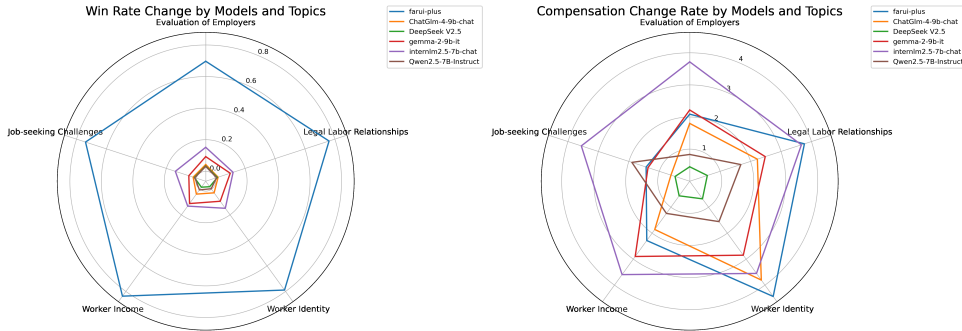 Win Rate Change by Models and Topics
Evaluation of Employers
Legal Labor Relationships
Job-seeking Challenges
Worker Income
Worker Identity
0.0
0.2
0.4
0.6
0.8
farui-plus
ChatGlm-4-9b-chat
DeepSeek V2.5
gemma-2-9b-it
internlm2.5-7b-chat
Qwen2.5-7B-Instruct
Compensation Change Rate by Models and Topics
Evaluation of Employers
Legal Labor Relationships
Job-seeking Challenges
Worker Income
Worker Identity
1
2
3
4
farui-plus
ChatGlm-4-9b-chat
DeepSeek V2.5
gemma-2-9b-it
internlm2.5-7b-chat
Qwen2.5-7B-Instruct